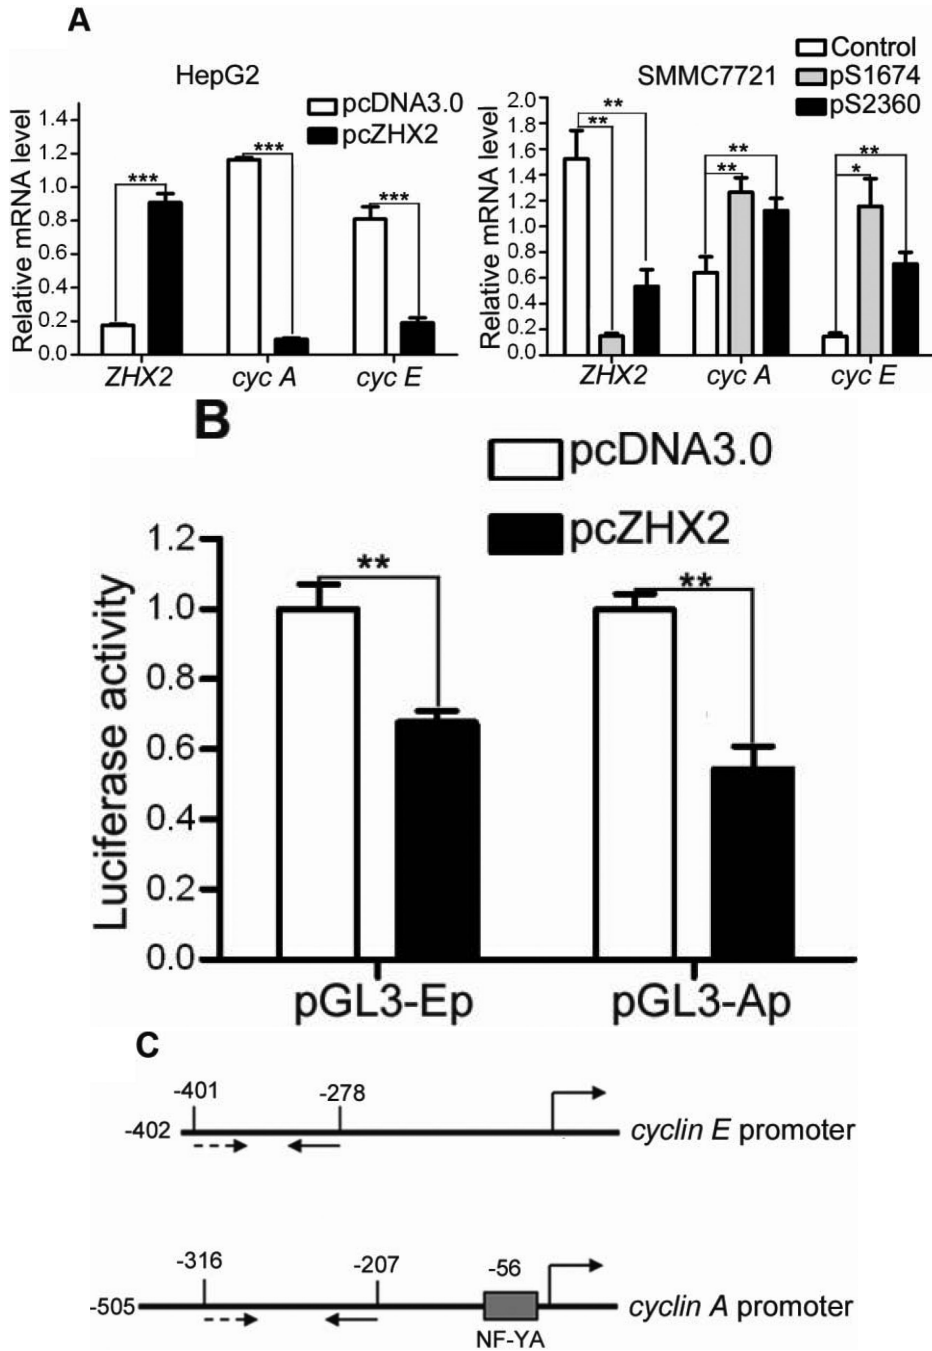 A
HepG2
pcDNA3.0
pcZHX2
Relative mRNA level
1.4
1.2
1.0
0.8
0.6
0.4
0.2
0.0
***
***
***
ZHX2
cyc A
cyc E
SMMC7721
Control
pS1674
pS2360
Relative mRNA level
2.0
1.8
1.6
1.4
1.2
1.0
0.8
0.6
0.4
0.2
0.0
**
**
**
**
**
*
ZHX2
cyc A
cyc E
B
pcDNA3.0
pcZHX2
Luciferase activity
1.2
1.0
0.8
0.6
0.4
0.2
0.0
**
**
pGL3-Ep
pGL3-Ap
C
-401
-278
-402
cyclin E promoter
-316
-207
-56
-505
cyclin A promoter
NF-YA